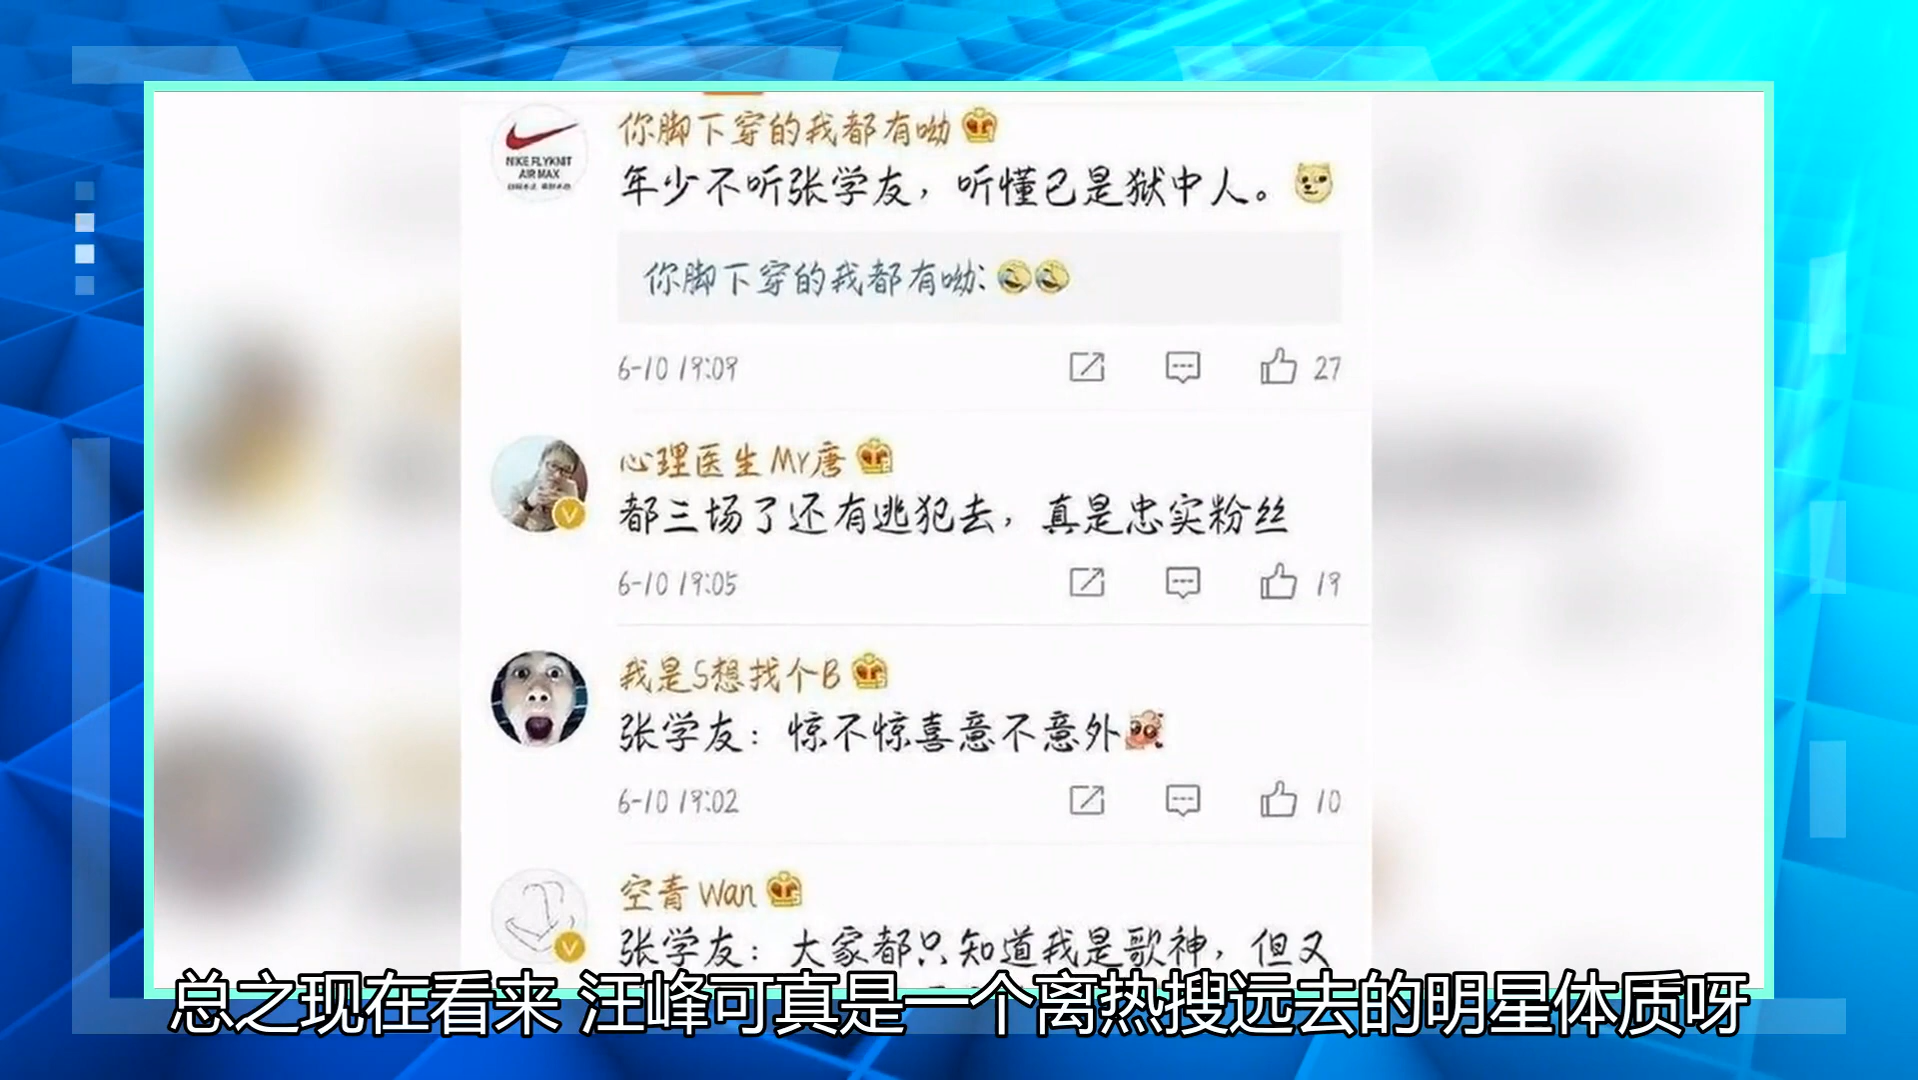 你脚下穿的我都有呦
NIKE FLYKNIT
AIR MAX
年少不听张学友，听懂已是狱中人。
你脚下穿的我都有呦:
6-10 19:09
27
心理医生Mr唐
都三场了还有逃犯去，真是忠实粉丝
6-10 19:05
19
我是S想找个B
张学友：惊不惊喜意不意外
6-10 19:02
10
空青Wan
张学友：大家都只知道我是歌神，但又
总之现在看来 汪峰可真是一个离热搜远去的明星体质呀